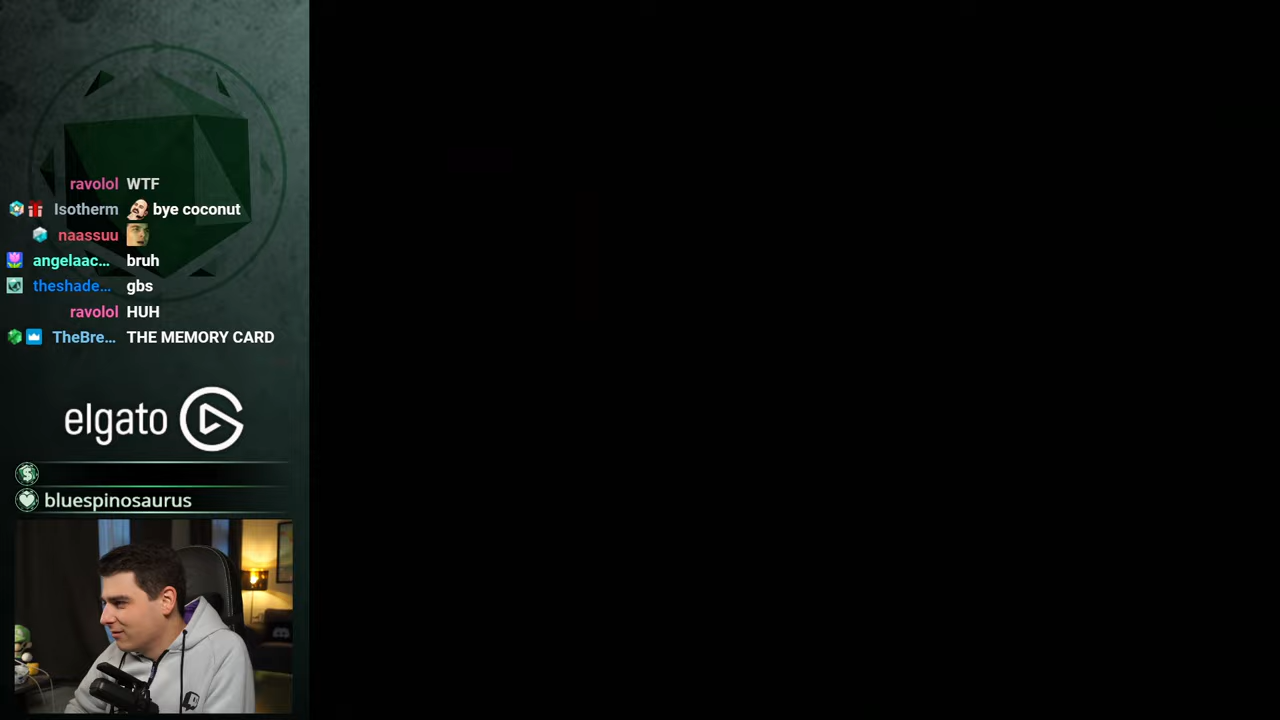 ravolol WTF
Isotherm bye coconut
naassuu
angelaac... bruh
theshade... gbs
ravolol HUH
TheBre... THE MEMORY CARD
elgato
bluespinosaurus